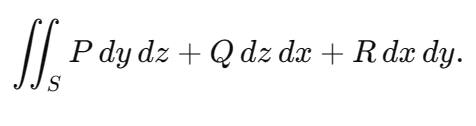 ∬_S P dy dz + Q dz dx + R dx dy.